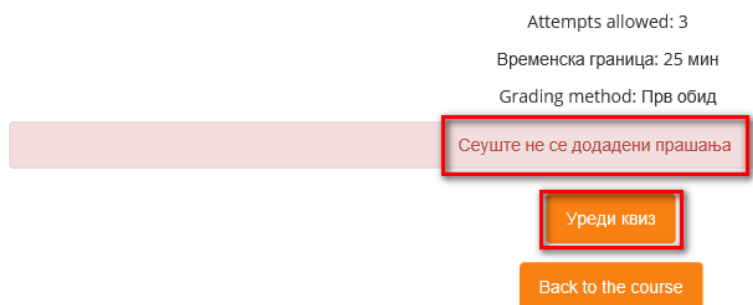 Attempts allowed: 3
Временска граница: 25 мин
Grading method: Прв обид
Сеуште не се додадени прашања
Уреди квиз
Back to the course